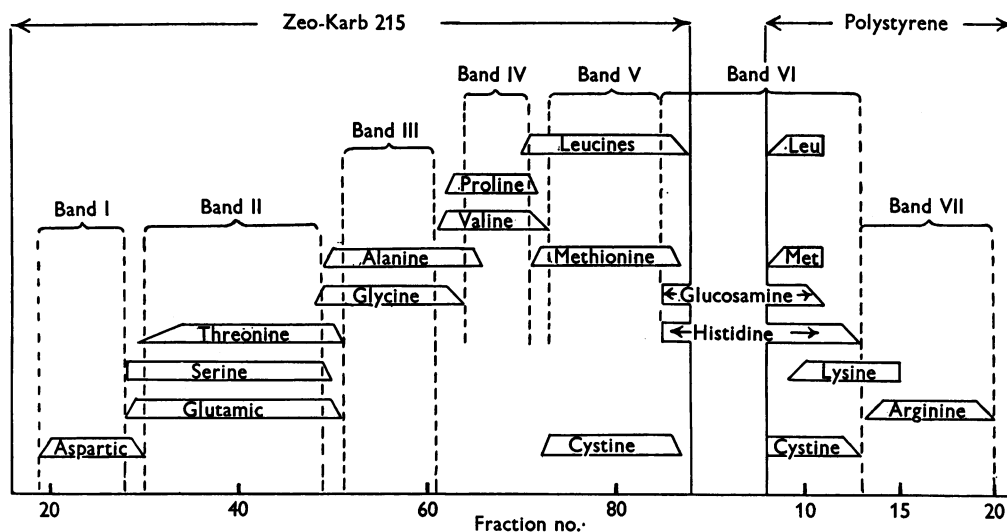 Zeo-Karb 215 Polystyrene
Band IV Band V Band VI
Band III
Leucines Leu
Proline
Band I Band II Valine Band VII
Alanine Methionine Met
Glycine Glucosamine
Threonine Histidine
Serine Lysine
Glutamic Arginine
Aspartic Cystine Cystine
20 40 60 80 10 15 20
Fraction no.